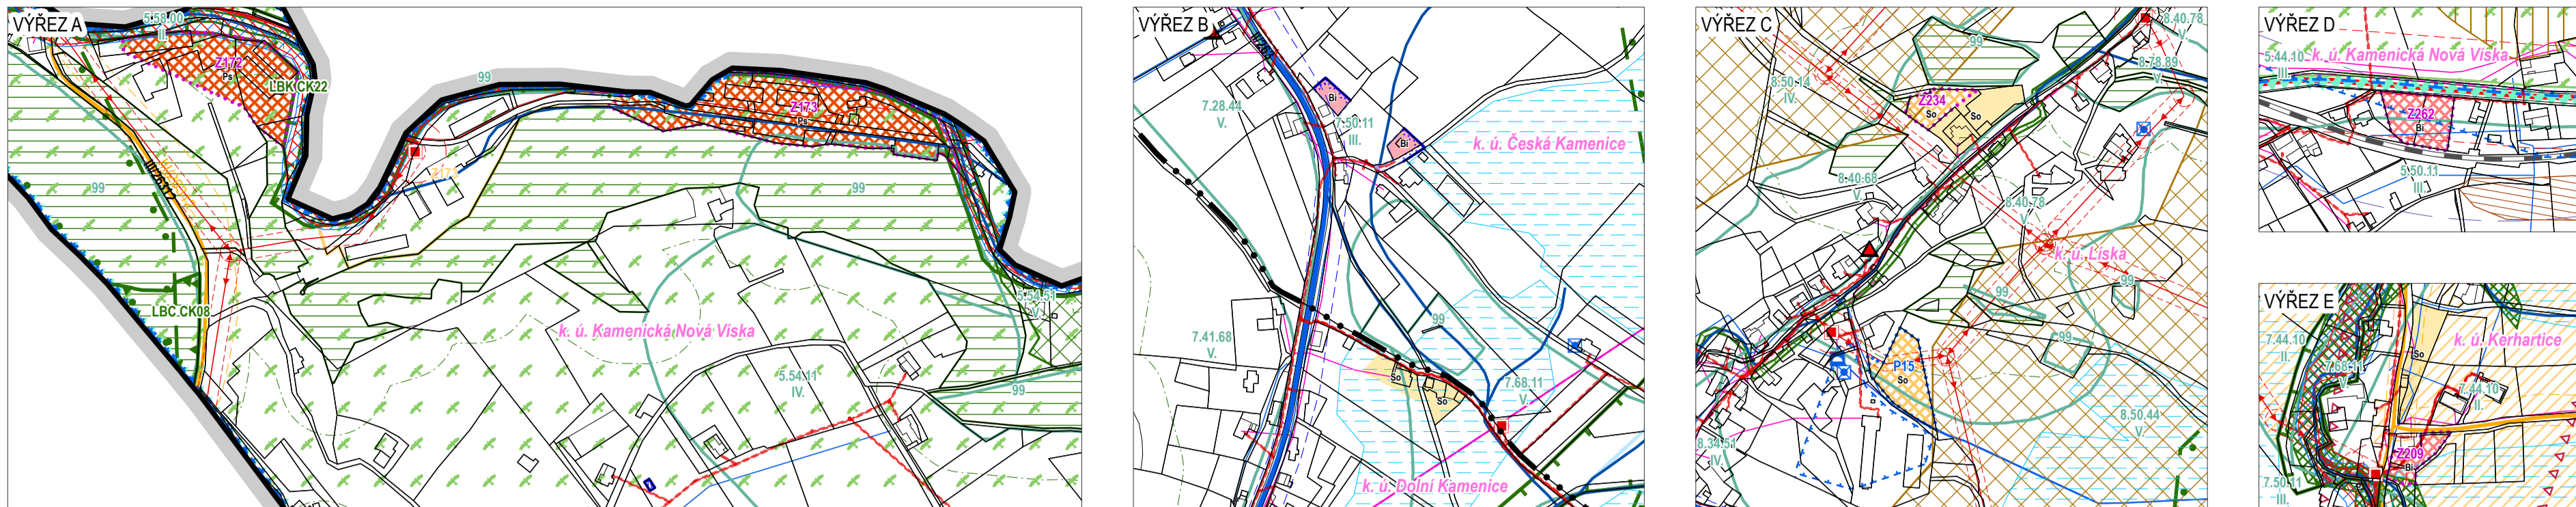 VÝŘEZ A
5.58.00
II.
Z172
Ps
LBK CK22
99
Z173
Ps
99
99
LBC CK08
k. ú. Kamenická Nová Víska
5.54.51
V.
5.54.11
IV.
99
VÝŘEZ B
7.28.44
V.
Bi
7.50.11
III.
Bi
k. ú. Česká Kamenice
7.41.68
V.
99
So
So
7.68.11
V.
k. ú. Dolní Kamenice
VÝŘEZ C
99
8.40.78
V.
8.78.89
V.
8.50.14
IV.
Z234
So
So
8.40.68
V.
8.40.78
V.
k. ú. Líska
99
99
99
P15
So
8.50.44
V.
8.34.51
IV.
VÝŘEZ D
k. ú. Kamenická Nová Víska
5.44.10
III.
Z262
Bi
5.50.11
III.
VÝŘEZ E
k. ú. Kerhartice
7.44.10
II.
So
7.68.11
V.
7.44.10
II.
Z209
Bi
7.50.11
III.